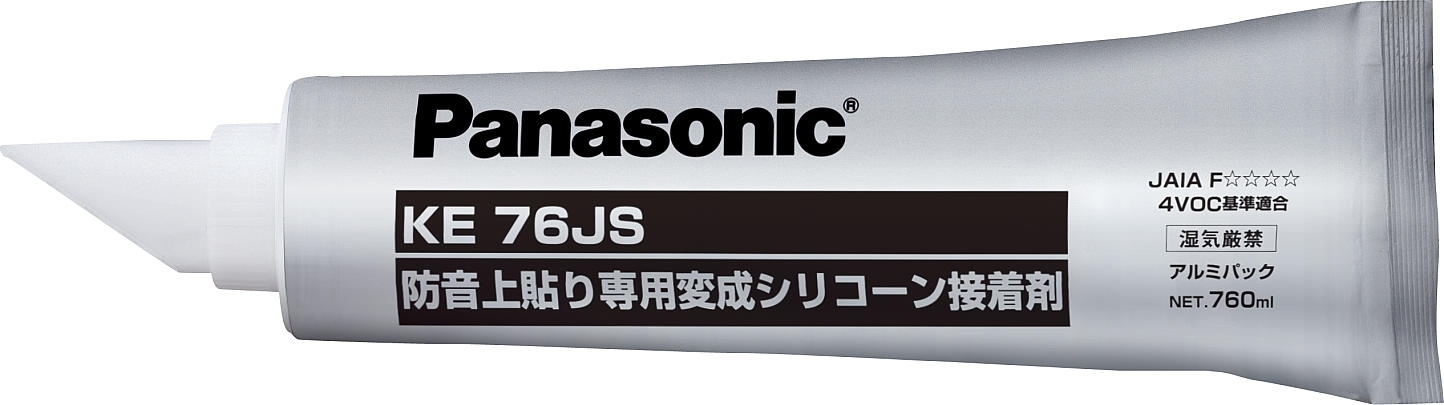 Panasonic®
KE 76JS
防音上貼り専用変成シリコーン接着剤
JAIA F☆☆☆☆
4VOC基準適合
湿気厳禁
アルミパック
NET.760ml